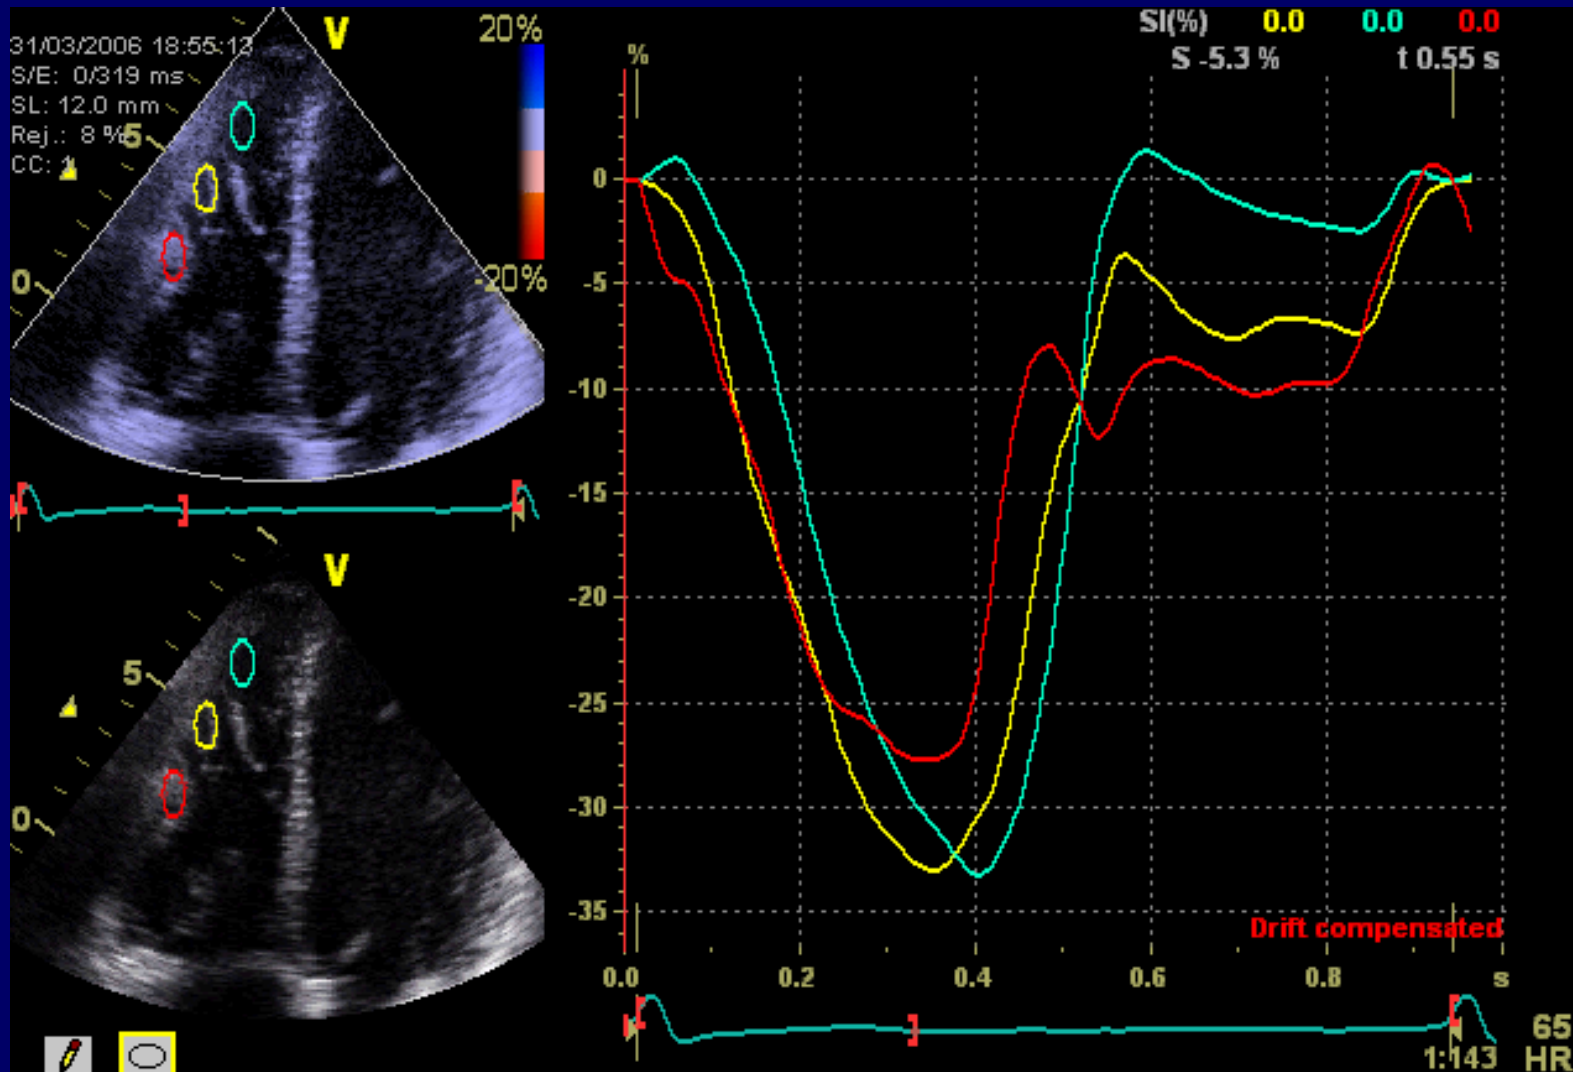 31/03/2006 18:55:13
S/E: 0/319 ms
SL: 12.0 mm
Rej.: 8 %
CC: 1
V
20%
-20%
5
0
V
5
0
SI(%) 0.0 0.0 0.0
S -5.3 % t 0.55 s
%
0
-5
-10
-15
-20
-25
-30
-35
Drift compensated
0.0 0.2 0.4 0.6 0.8 s
65
1:143 HR